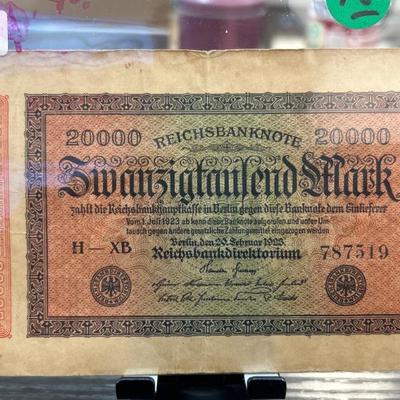 20000 REICHSBANKNOTE 20000
Zwanzigtausend Mark
zahlt die Reichsbankhauptkasse in Berlin gegen diese Banknote dem Einlieferer
Vom 1. Juli 1923 ab kann diese Banknote aufgerufen und unter Um-
tausch gegen andere gesetzliche Zahlungsmittel eingezogen werden
Berlin, den 20. Februar 1923
H — XB Reichsbankdirektorium 787519